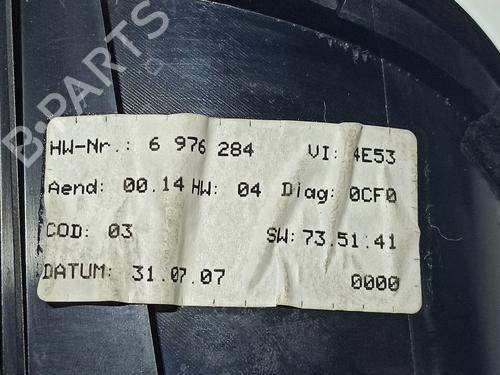 B-PARTS
HW-Nr.: 6 976 284 VI: 4E53
Aend: 00.14 HW: 04 Diag: 0CF0
COD: 03 SW: 73.51.41
DATUM: 31.07.07 0000